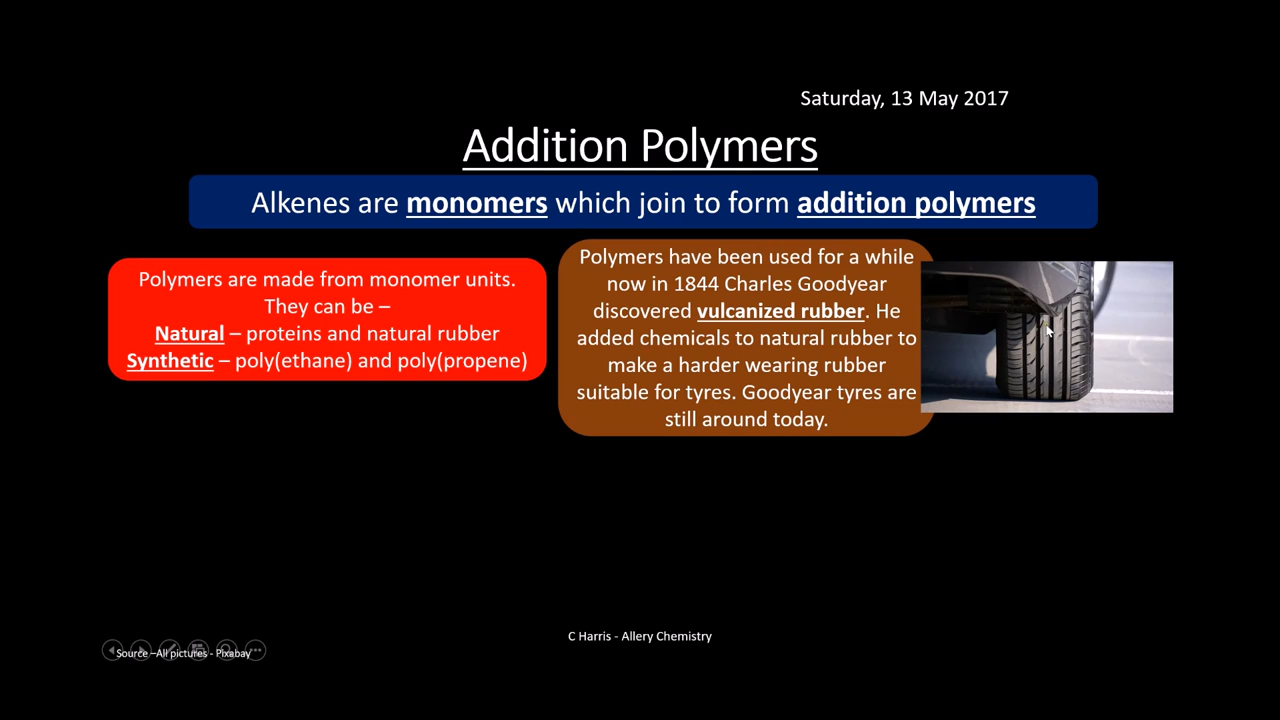 Saturday, 13 May 2017
Addition Polymers
Alkenes are monomers which join to form addition polymers
Polymers are made from monomer units.
They can be –
Natural – proteins and natural rubber
Synthetic – poly(ethane) and poly(propene)
Polymers have been used for a while
now in 1844 Charles Goodyear
discovered vulcanized rubber. He
added chemicals to natural rubber to
make a harder wearing rubber
suitable for tyres. Goodyear tyres are
still around today.
C Harris - Allery Chemistry
Source –All pictures - Pixabay